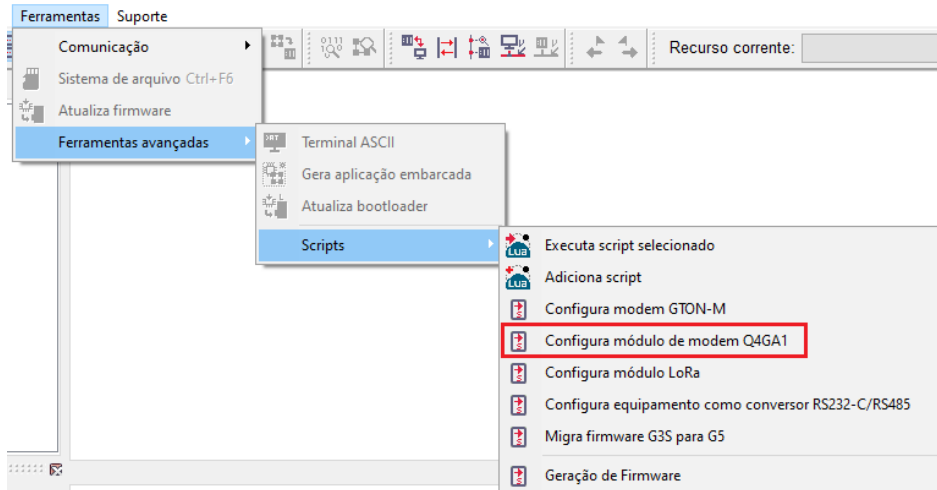 Ferramentas Suporte
Comunicação
Recurso corrente:
Sistema de arquivo Ctrl+F6
Atualiza firmware
Ferramentas avançadas
Terminal ASCII
Gera aplicação embarcada
Atualiza bootloader
Scripts
Executa script selecionado
Adiciona script
Configura modem GTON-M
Configura módulo de modem Q4GA1
Configura módulo LoRa
Configura equipamento como conversor RS232-C/RS485
Migra firmware G3S para G5
Geração de Firmware